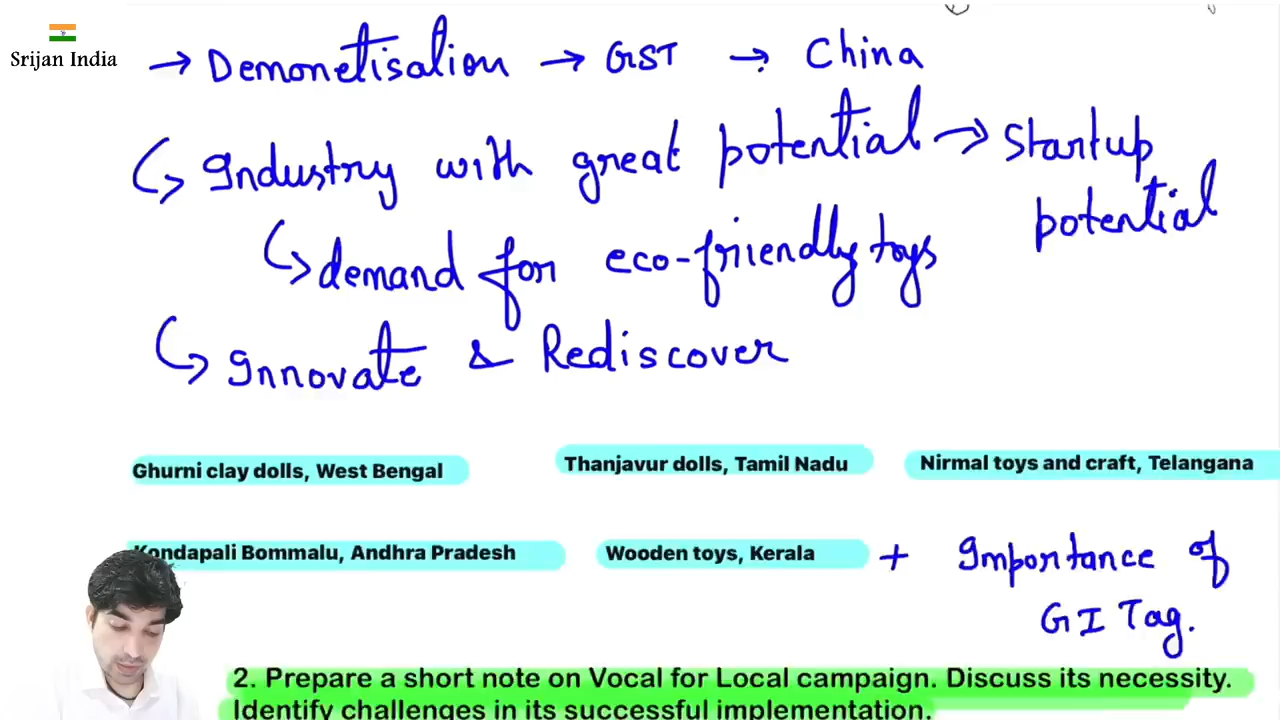 Srijan India
→ Demonetisation → GST → China
↳ Industry with great potential → Startup potential
↳ demand for eco-friendly toys
↳ Innovate & Rediscover
Ghurni clay dolls, West Bengal
Thanjavur dolls, Tamil Nadu
Nirmal toys and craft, Telangana
Kondapali Bommalu, Andhra Pradesh
Wooden toys, Kerala
+ Importance of
GI Tag.
2. Prepare a short note on Vocal for Local campaign. Discuss its necessity.
Identify challenges in its successful implementation.